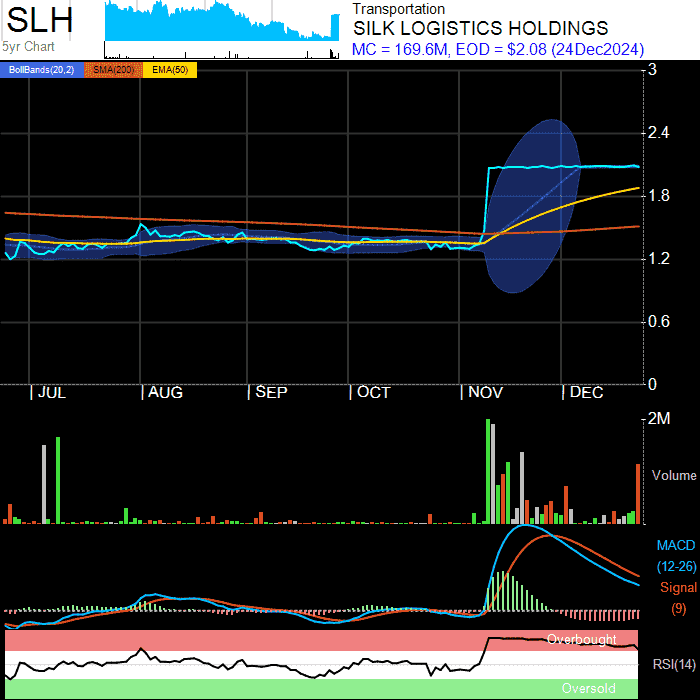 SLH
5yr Chart
Transportation
SILK LOGISTICS HOLDINGS
MC = 169.6M, EOD = $2.08 (24Dec2024)
BollBands(20,2) SMA(200) EMA(50)
3
2.4
1.8
1.2
0.6
0
JUL AUG SEP OCT NOV DEC
2M
Volume
MACD
(12-26)
Signal
(9)
Overbought
RSI(14)
Oversold